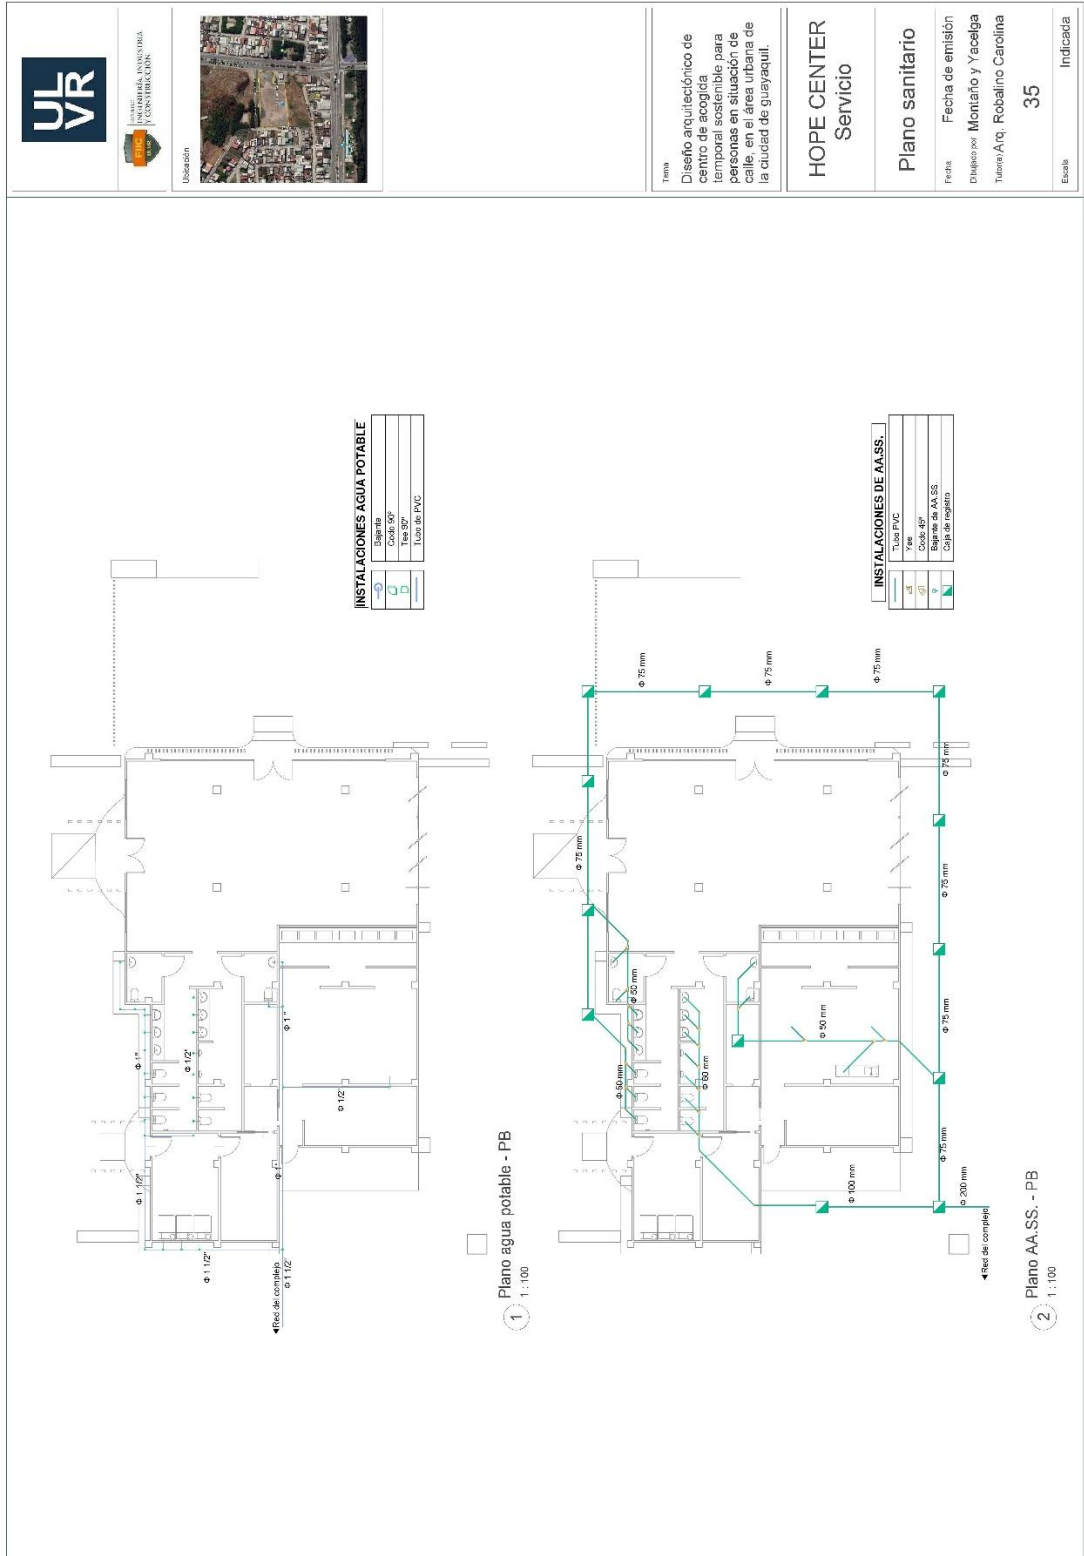 UL
VR
FIIC
INGENIERÍA, INDUSTRIA
Y CONSTRUCCIÓN
Ubicación
Tema
Diseño arquitectónico de
centro de acogida
temporal sostenible para
personas en situación de
calle, en el área urbana de
la ciudad de guayaquil.
HOPE CENTER
Servicio
Plano sanitario
Fecha Fecha de emisión
Dibujado por Montaño y Yacelga
Tutor(a) Arq. Robalino Carolina
35
Escala Indicada
INSTALACIONES AGUA POTABLE
Bajante
Codo 90º
Tee 90º
Tubo de PVC
Φ 1 1/2"
Φ 1"
Φ 1/2"
Φ 1 "
Φ 1/2"
Φ 1 1/2"
Φ 1 1/2"
Red del complejo
1 Plano agua potable - PB
1 : 100
INSTALACIONES DE AA.SS.
Tubo PVC
Yee
Codo 45º
Bajante de AA.SS
Caja de registro
Φ 75 mm
Φ 75 mm
Φ 75 mm
Φ 75 mm
Φ 75 mm
Φ 75 mm
Φ 75 mm
Φ 75 mm
Φ 50 mm
Φ 50 mm
Φ 60 mm
Φ 50 mm
Φ 100 mm
Φ 200 mm
Red del complejo
2 Plano AA.SS. - PB
1 : 100